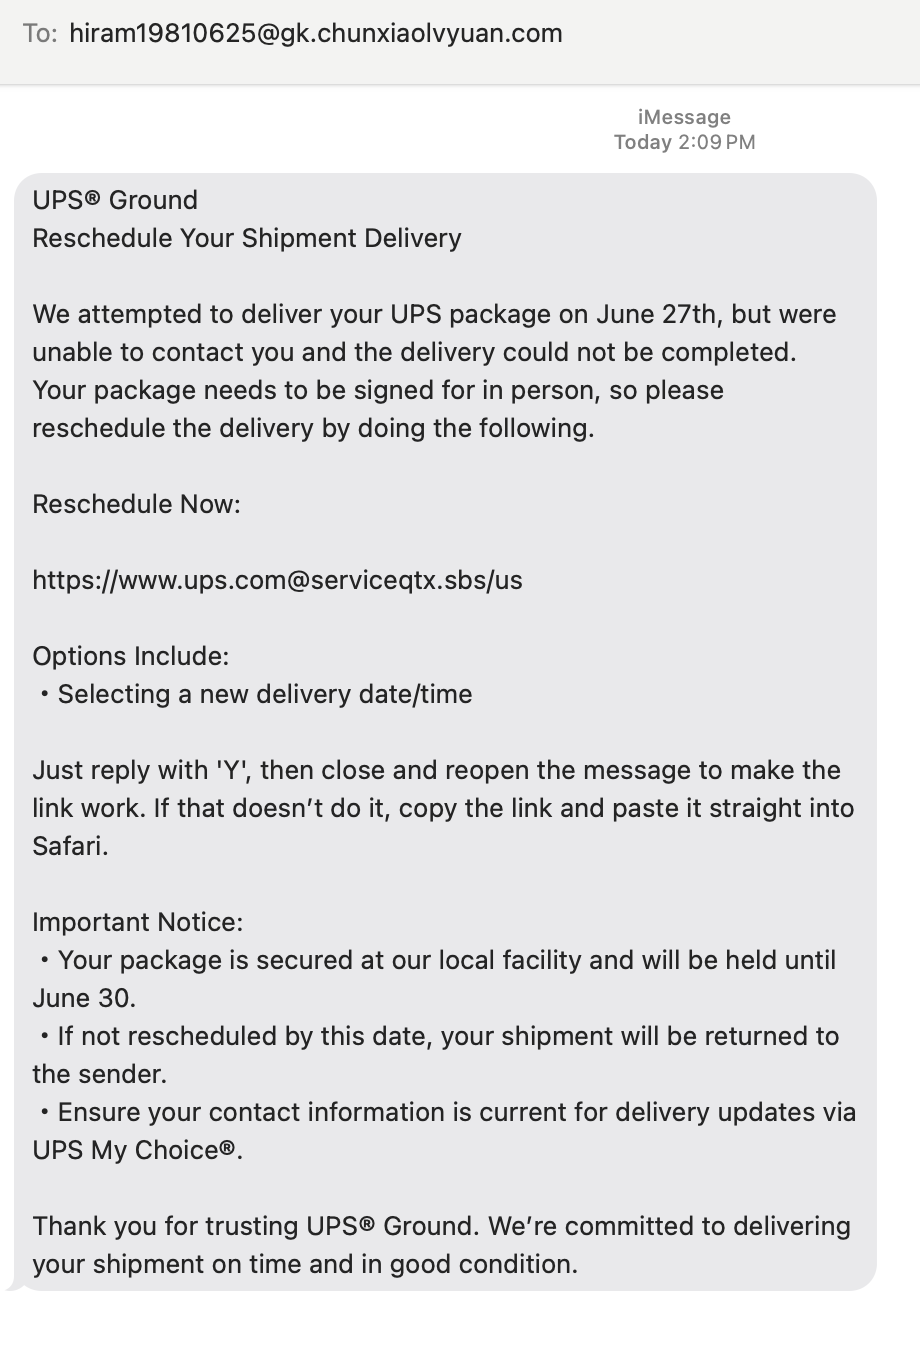 To: hiram19810625@gk.chunxiaolvyuan.com
iMessage
Today 2:09 PM
UPS® Ground
Reschedule Your Shipment Delivery
We attempted to deliver your UPS package on June 27th, but were
unable to contact you and the delivery could not be completed.
Your package needs to be signed for in person, so please
reschedule the delivery by doing the following.
Reschedule Now:
https://www.ups.com@serviceqtx.sbs/us
Options Include:
• Selecting a new delivery date/time
Just reply with 'Y', then close and reopen the message to make the
link work. If that doesn’t do it, copy the link and paste it straight into
Safari.
Important Notice:
• Your package is secured at our local facility and will be held until
June 30.
• If not rescheduled by this date, your shipment will be returned to
the sender.
• Ensure your contact information is current for delivery updates via
UPS My Choice®.
Thank you for trusting UPS® Ground. We’re committed to delivering
your shipment on time and in good condition.